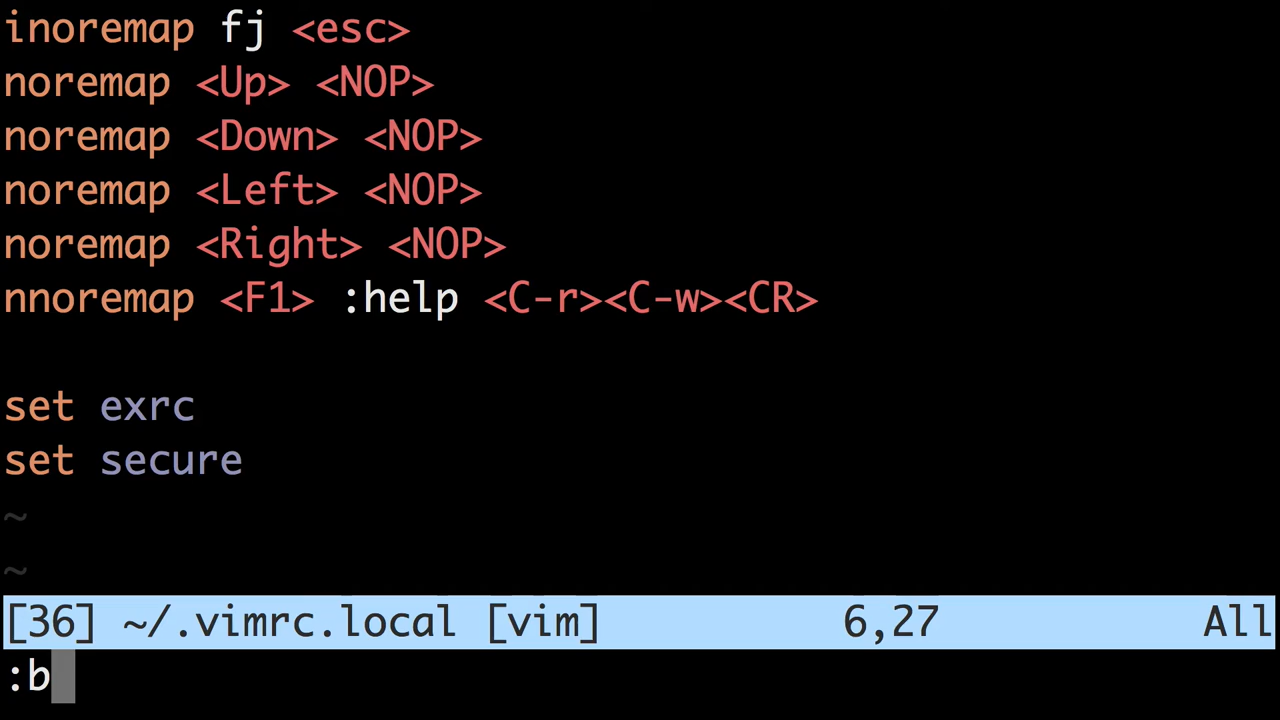 inoremap fj <esc>
noremap <Up> <NOP>
noremap <Down> <NOP>
noremap <Left> <NOP>
noremap <Right> <NOP>
nnoremap <F1> :help <C-r><C-w><CR>
set exrc
set secure
~
~
[36] ~/.vimrc.local [vim] 6,27 All
:b